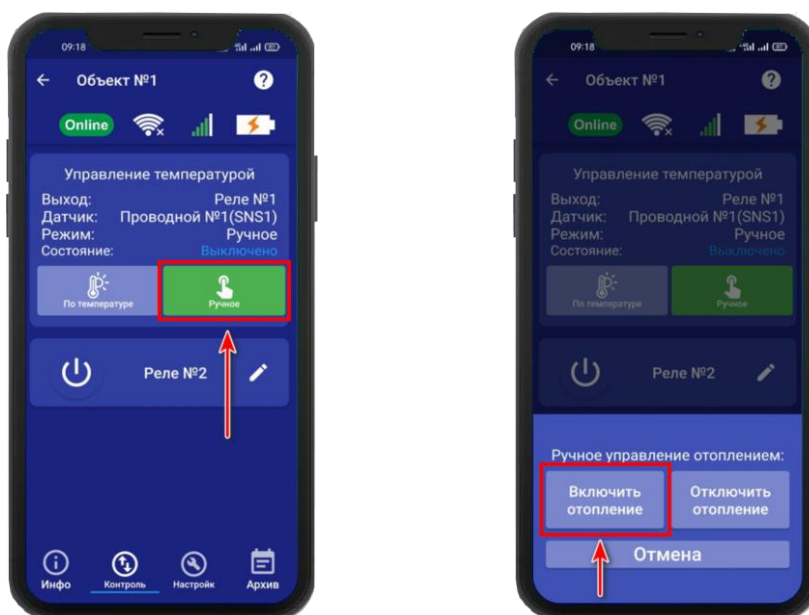 09:18
Объект №1
?
Online
Управление температурой
Выход: Реле №1
Датчик: Проводной №1(SNS1)
Режим: Ручное
Состояние: Выключено
По температуре
Ручное
Реле №2
Инфо
Контроль
Настройк
Архив
09:18
Объект №1
?
Online
Управление температурой
Выход: Реле №1
Датчик: Проводной №1(SNS1)
Режим: Ручное
Состояние: Выключено
По температуре
Ручное
Реле №2
Ручное управление отоплением:
Включить
отопление
Отключить
отопление
Отмена